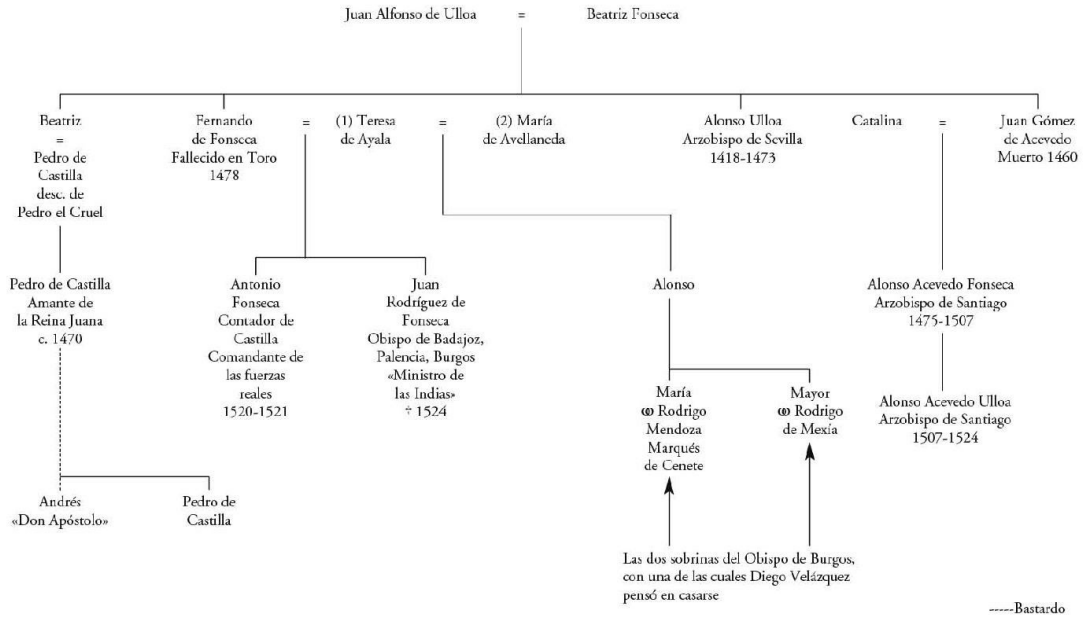 Juan Alfonso de Ulloa = Beatriz Fonseca
Beatriz
=
Pedro de
Castilla
desc. de
Pedro el Cruel
Fernando
de Fonseca
Fallecido en Toro
1478
=
(1) Teresa
de Ayala
=
(2) María
de Avellaneda
Alonso Ulloa
Arzobispo de Sevilla
1418-1473
Catalina
=
Juan Gómez
de Acevedo
Muerto 1460
Pedro de Castilla
Amante de
la Reina Juana
c. 1470
Antonio
Fonseca
Contador de
Castilla
Comandante de
las fuerzas
reales
1520-1521
Juan
Rodríguez de
Fonseca
Obispo de Badajoz,
Palencia, Burgos
«Ministro de
las Indias»
† 1524
Alonso
Alonso Acevedo Fonseca
Arzobispo de Santiago
1475-1507
María
ꝏ Rodrigo
Mendoza
Marqués
de Cenete
Mayor
ꝏ Rodrigo
de Mexía
Alonso Acevedo Ulloa
Arzobispo de Santiago
1507-1524
Andrés
«Don Apóstolo»
Pedro de
Castilla
Las dos sobrinas del Obispo de Burgos,
con una de las cuales Diego Velázquez
pensó en casarse
-----Bastardo